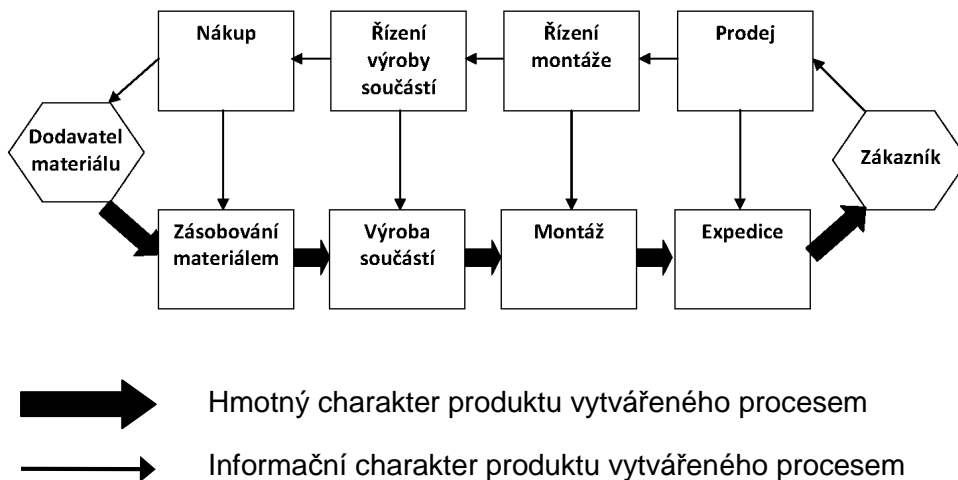 Nákup
Řízení
výroby
součástí
Řízení
montáže
Prodej
Dodavatel
materiálu
Zákazník
Zásobování
materiálem
Výroba
součástí
Montáž
Expedice
Hmotný charakter produktu vytvářeného procesem
Informační charakter produktu vytvářeného procesem